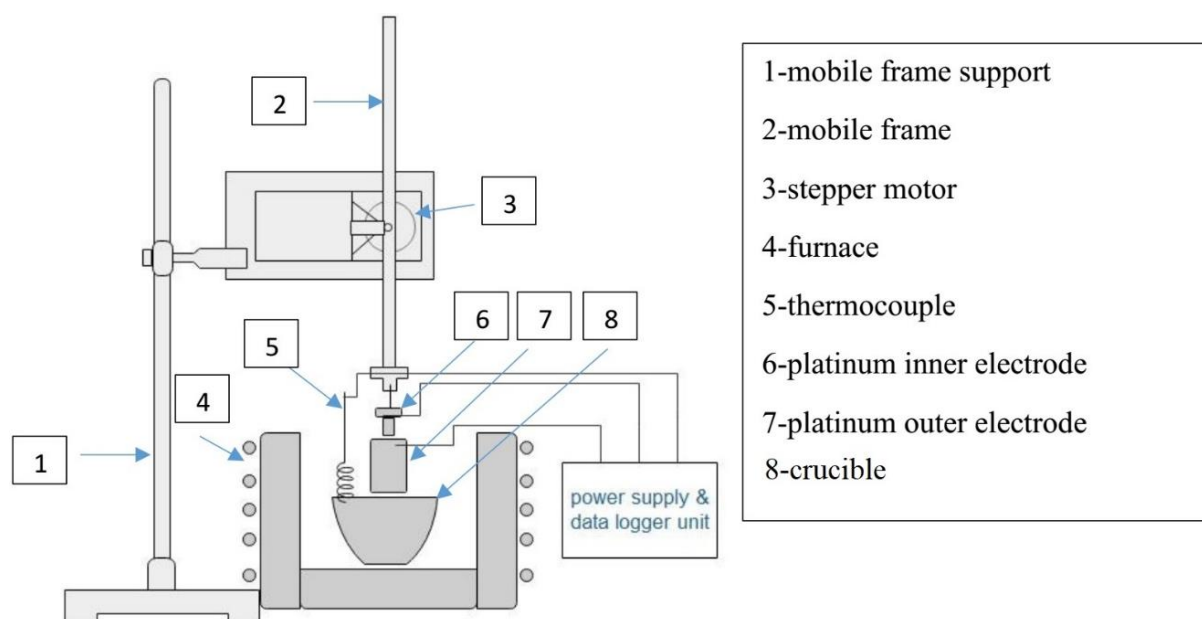 2
3
6
7
8
5
4
1
power supply &
data logger unit
1-mobile frame support
2-mobile frame
3-stepper motor
4-furnace
5-thermocouple
6-platinum inner electrode
7-platinum outer electrode
8-crucible